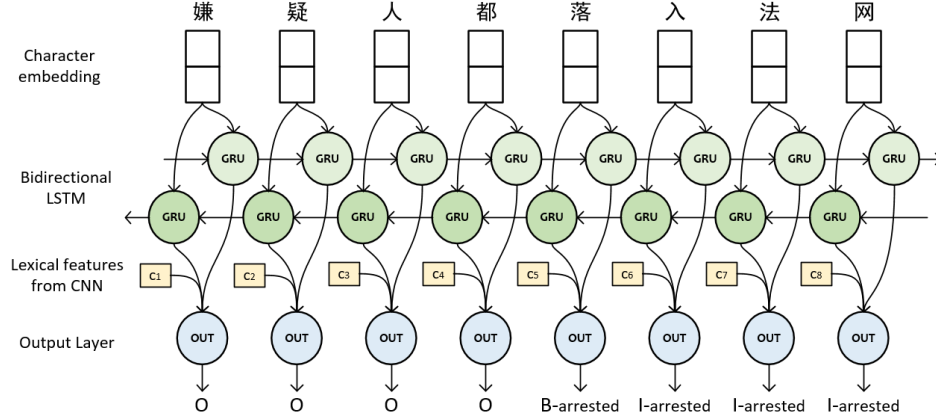 嫌 疑 人 都 落 入 法 网
Character
embedding
GRU GRU GRU GRU GRU GRU GRU GRU
Bidirectional
LSTM
GRU GRU GRU GRU GRU GRU GRU GRU
Lexical features
from CNN
C1 C2 C3 C4 C5 C6 C7 C8
Output Layer
OUT OUT OUT OUT OUT OUT OUT OUT
O O O O B-arrested I-arrested I-arrested I-arrested